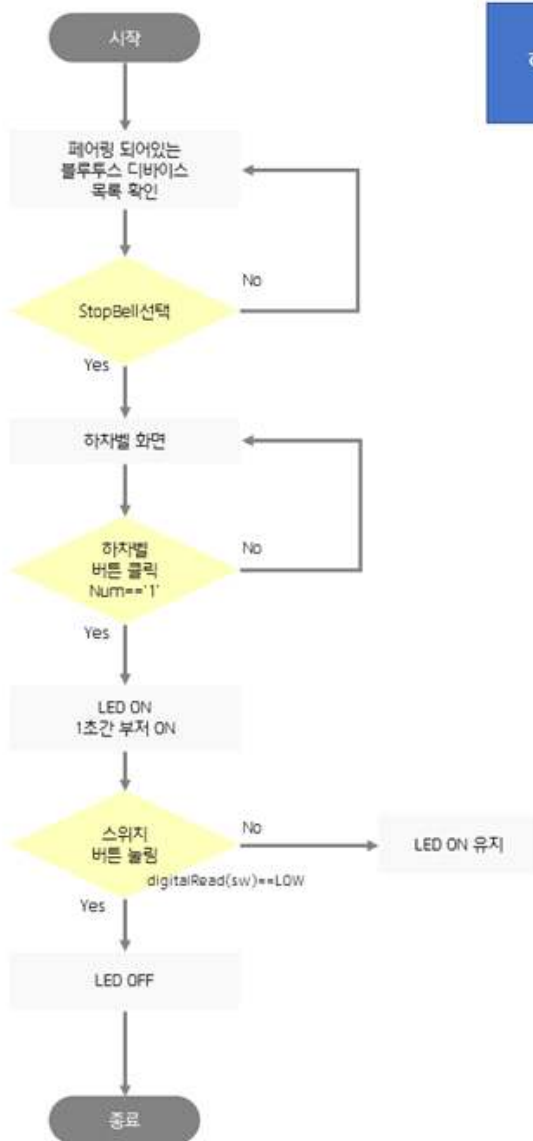 시작
페어링 되어있는
블루투스 디바이스
목록 확인
No
StopBell선택
Yes
하차벨 화면
하차벨
버튼 클릭
Num=='1'
No
Yes
LED ON
1초간 부저 ON
스위치
버튼 눌림
No
LED ON 유지
digitalRead(sw)==LOW
Yes
LED OFF
종료